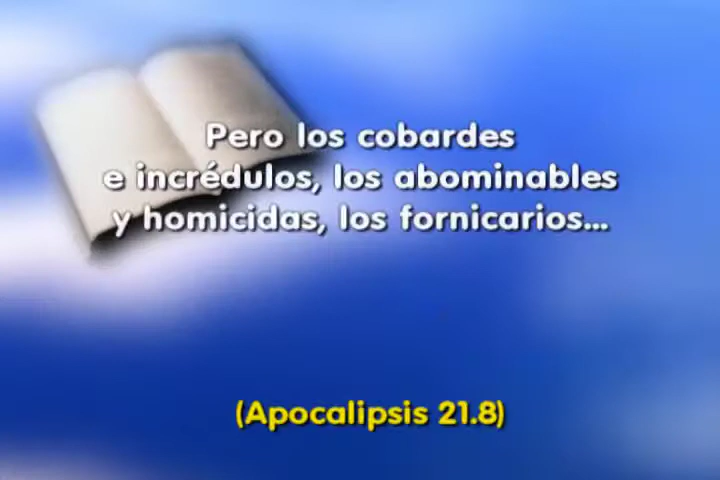 Pero los cobardes
e incrédulos, los abominables
y homicidas, los fornicarios...
(Apocalipsis 21.8)